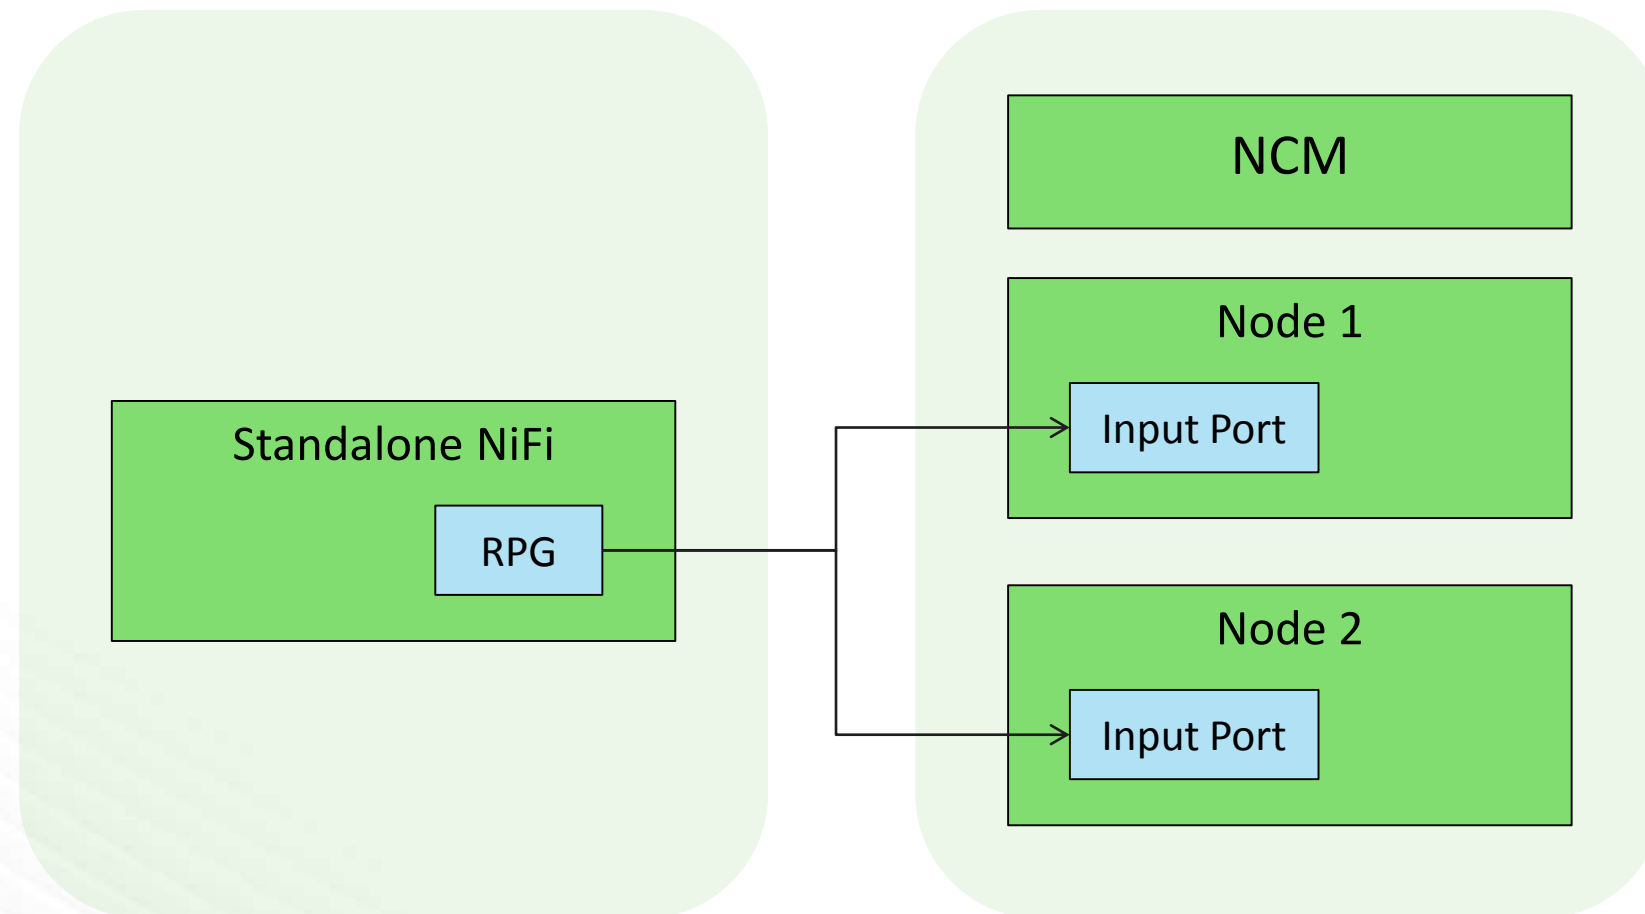 Standalone NiFi
RPG
NCM
Node 1
Input Port
Node 2
Input Port